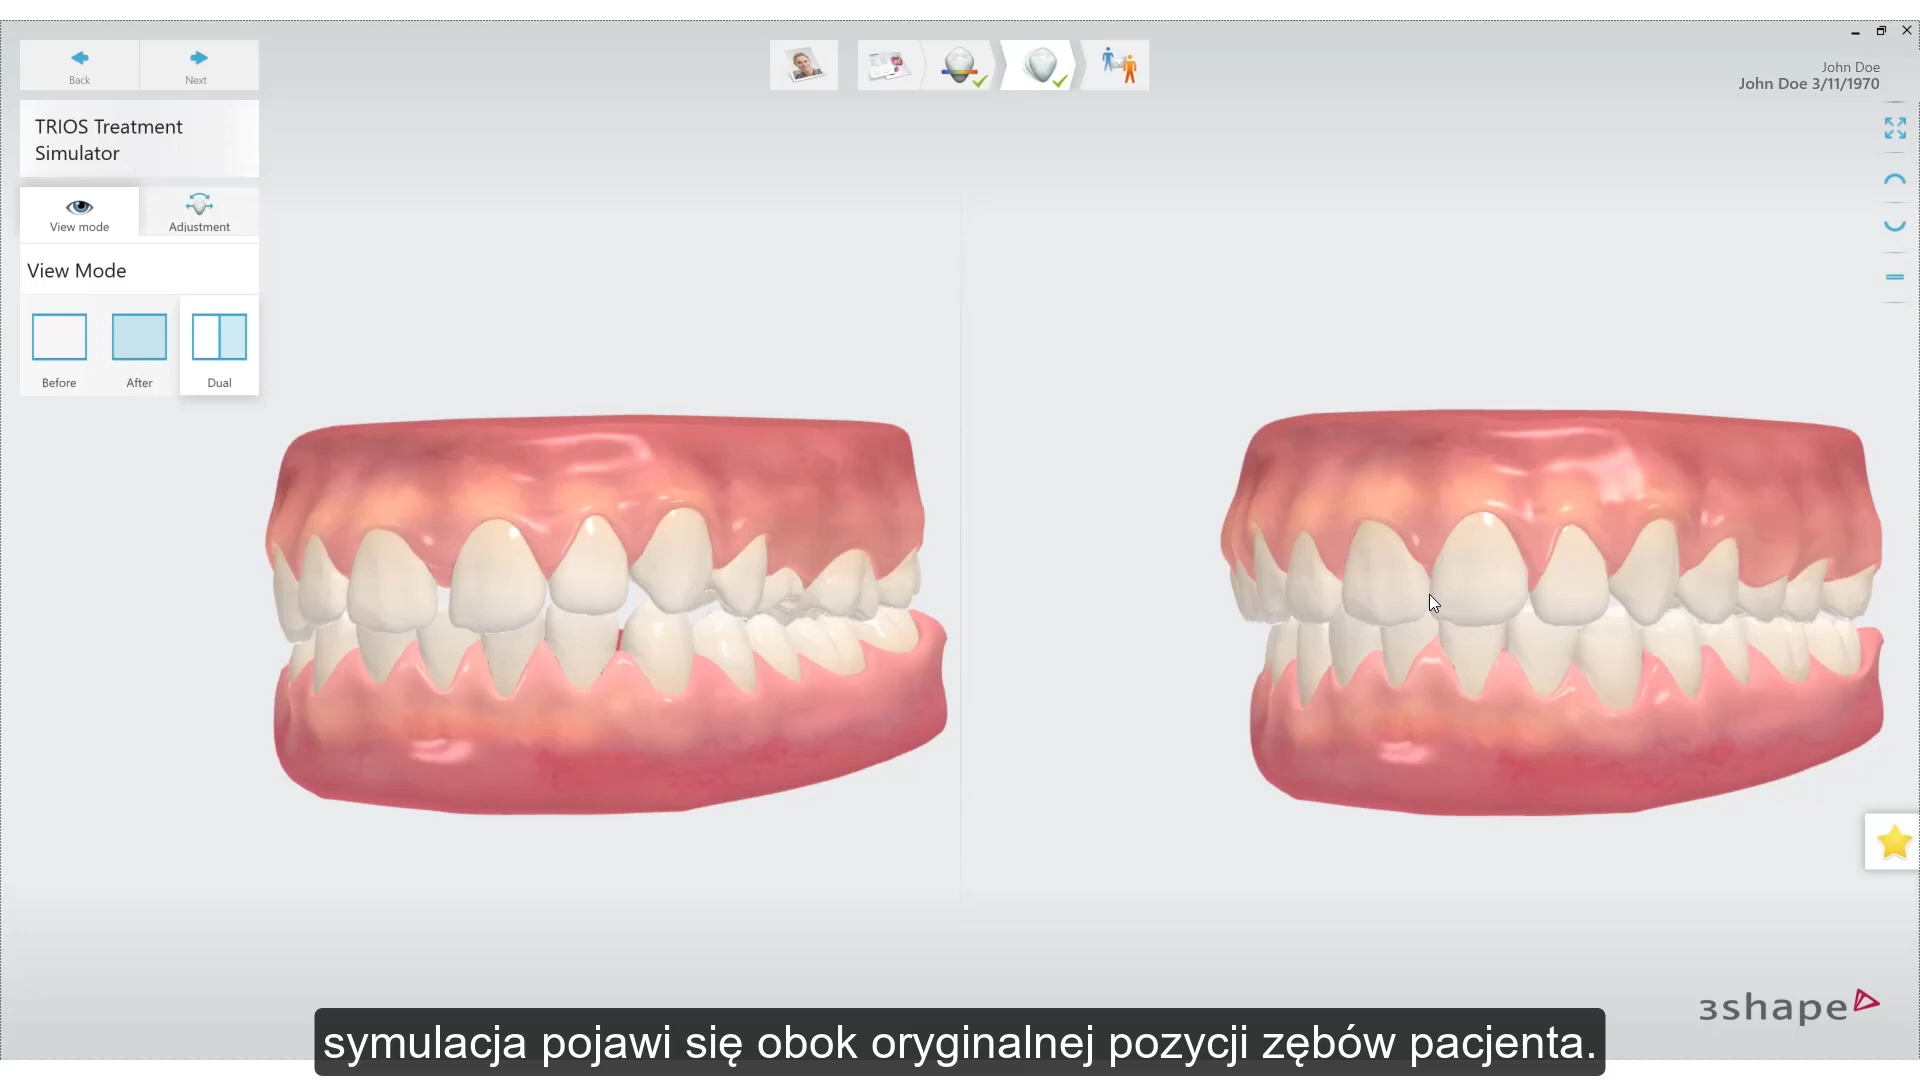 Back
Next
John Doe
John Doe 3/11/1970
TRIOS Treatment
Simulator
View mode
Adjustment
View Mode
Before
After
Dual
3shape
symulacja pojawi się obok oryginalnej pozycji zębów pacjenta.